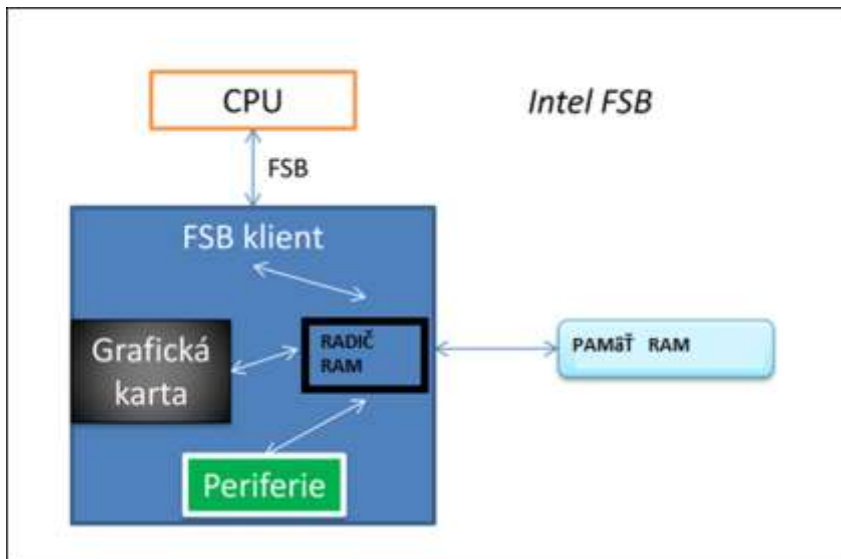 CPU
Intel FSB
FSB
FSB klient
Grafická
karta
RADIČ
RAM
PAMäŤ RAM
Periferie